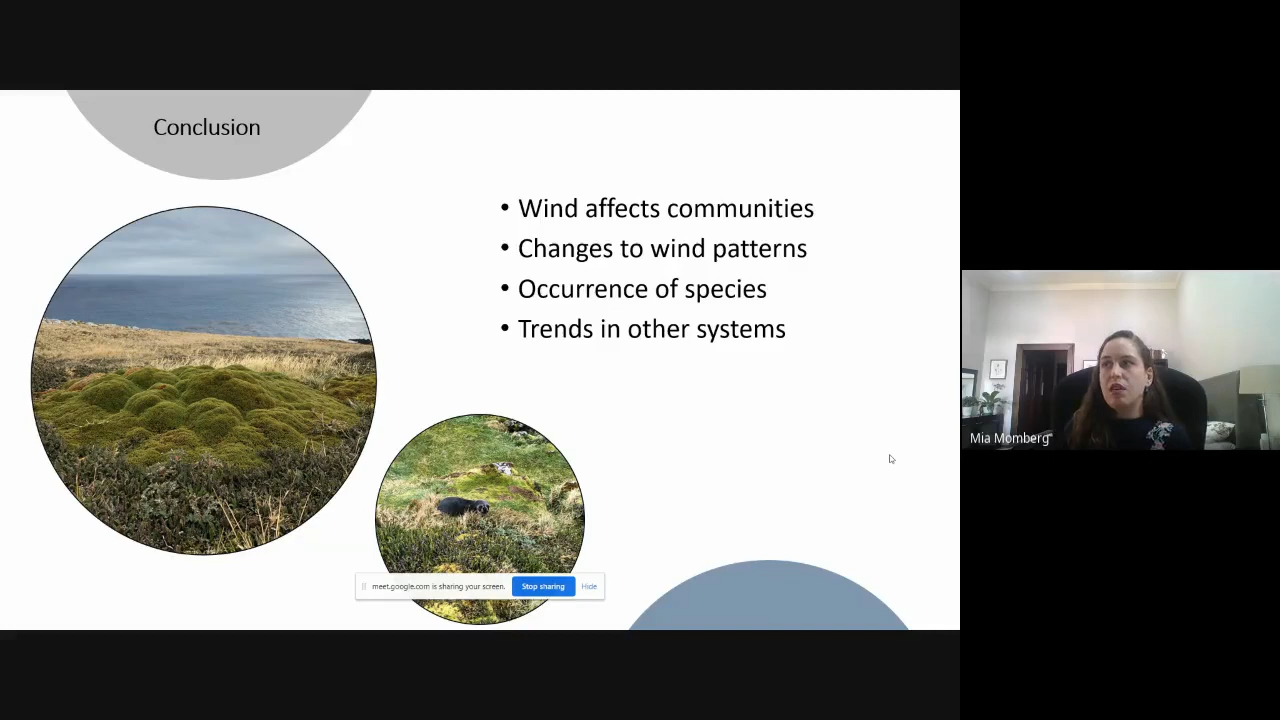 Conclusion
• Wind affects communities
• Changes to wind patterns
• Occurrence of species
• Trends in other systems
Mia Momberg
meet.google.com is sharing your screen. Stop sharing Hide